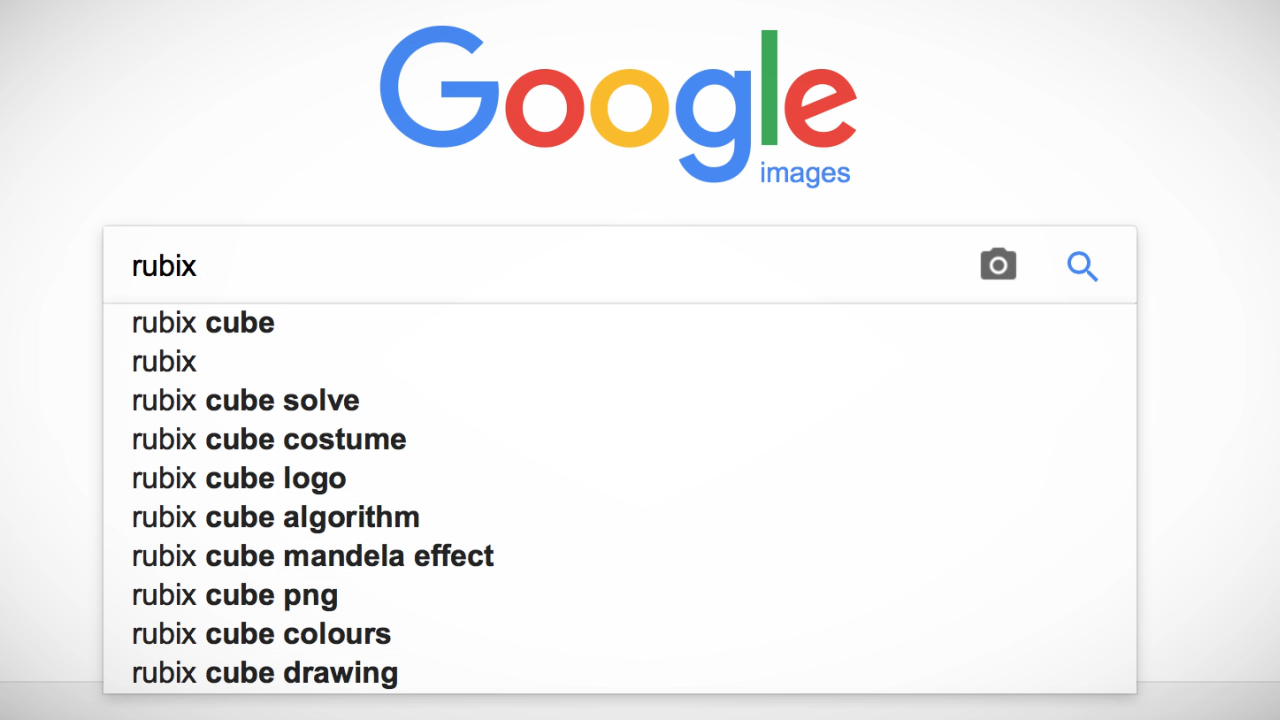 Google
images
rubix
rubix cube
rubix
rubix cube solve
rubix cube costume
rubix cube logo
rubix cube algorithm
rubix cube mandela effect
rubix cube png
rubix cube colours
rubix cube drawing